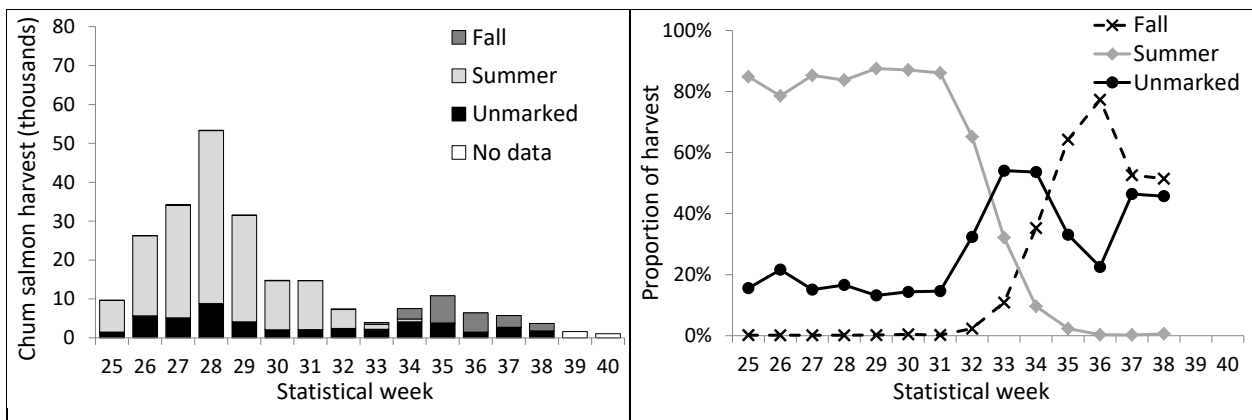 Chum salmon harvest (thousands)
80
70
60
50
40
30
20
10
0
Fall
Summer
Unmarked
No data
25 26 27 28 29 30 31 32 33 34 35 36 37 38 39 40
Statistical week
Proportion of harvest
100%
80%
60%
40%
20%
0%
Fall
Summer
Unmarked
25 26 27 28 29 30 31 32 33 34 35 36 37 38 39 40
Statistical week